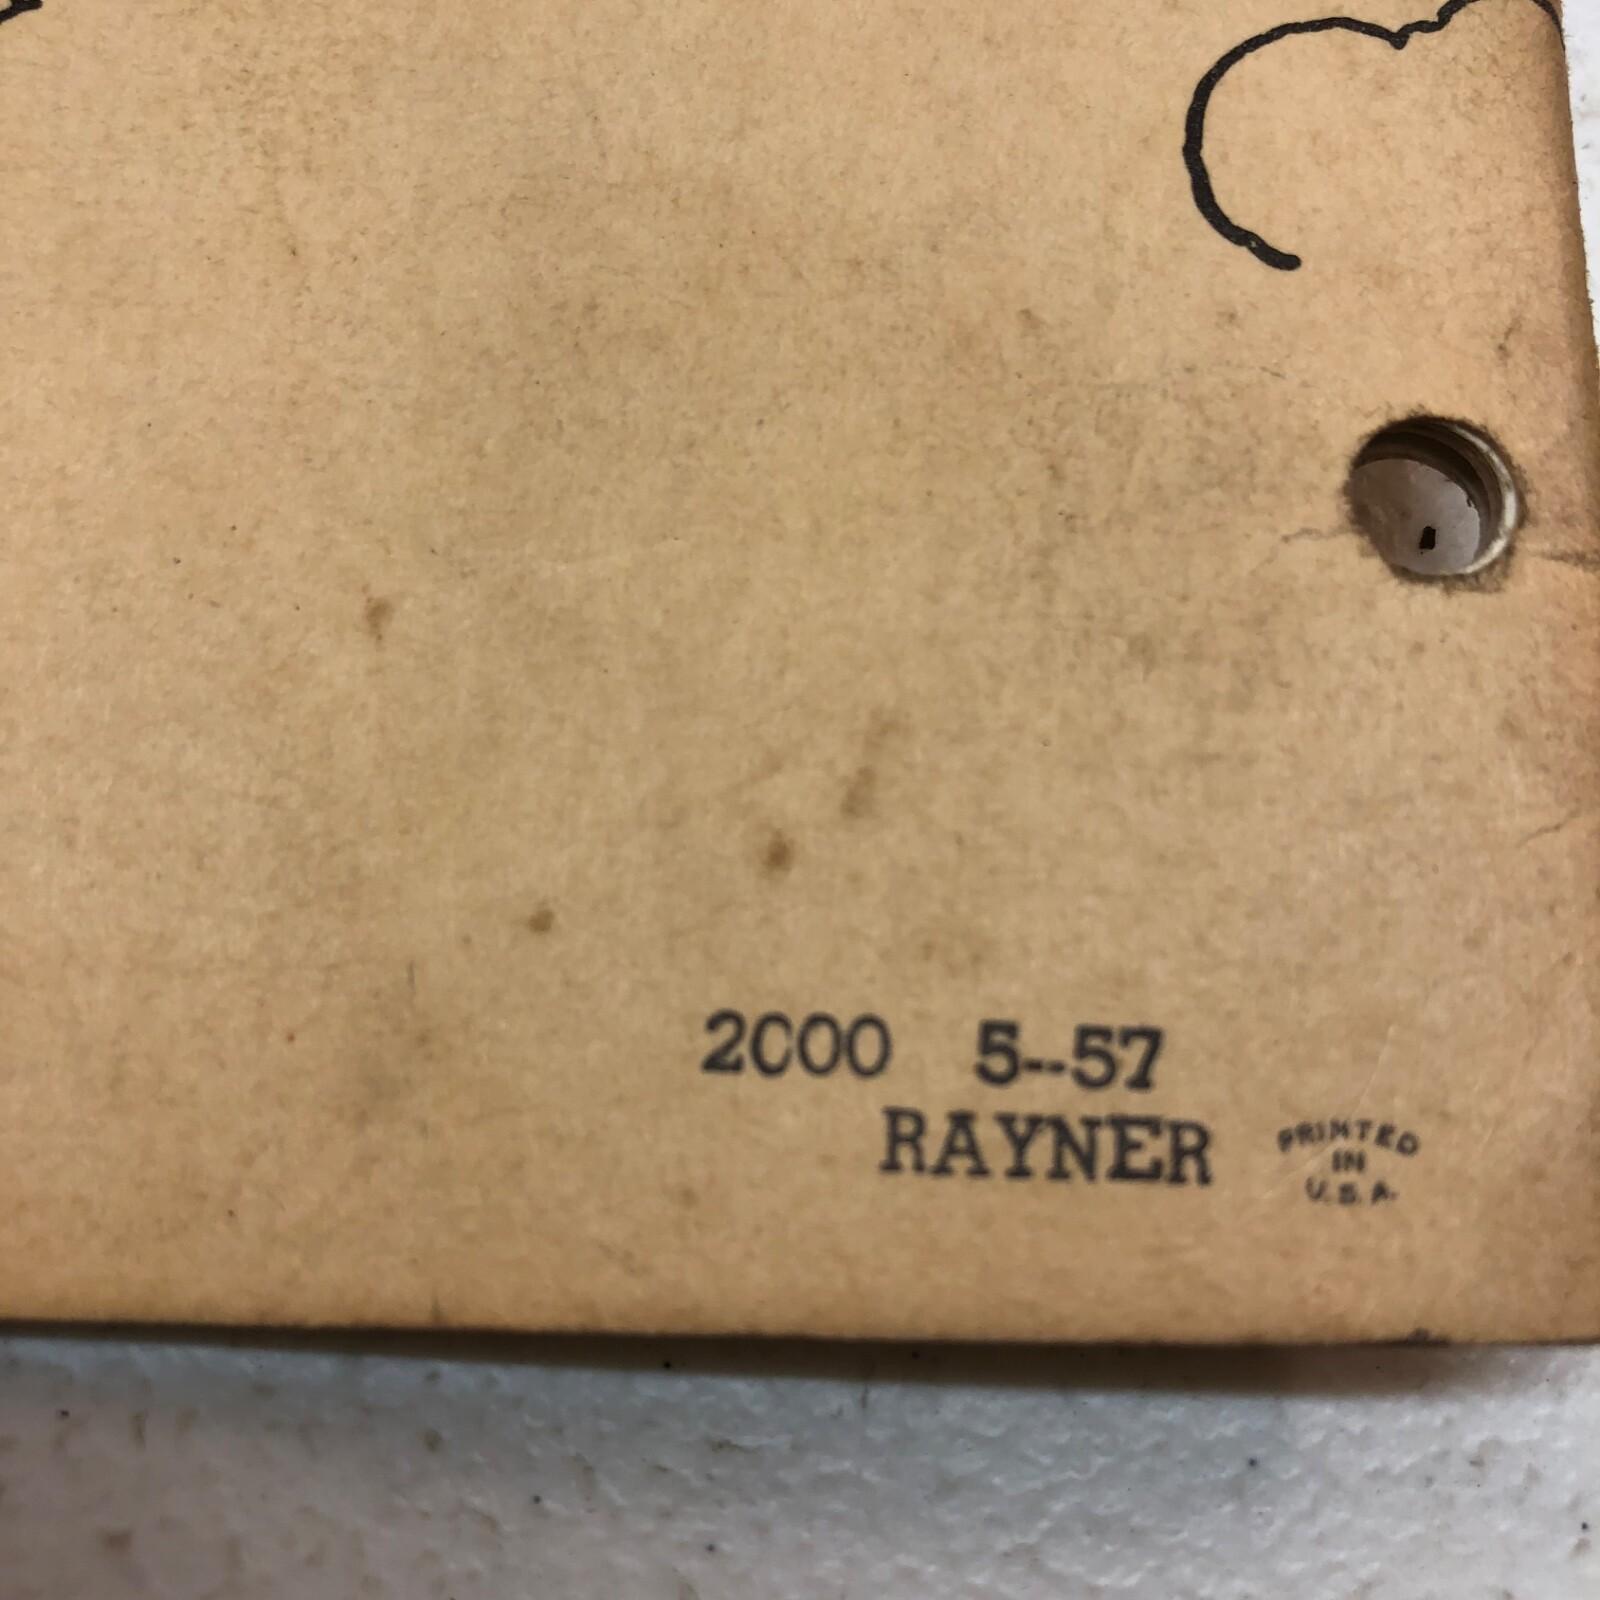 2000 5--57
RAYNER
PRINTED
IN
U.S.A.